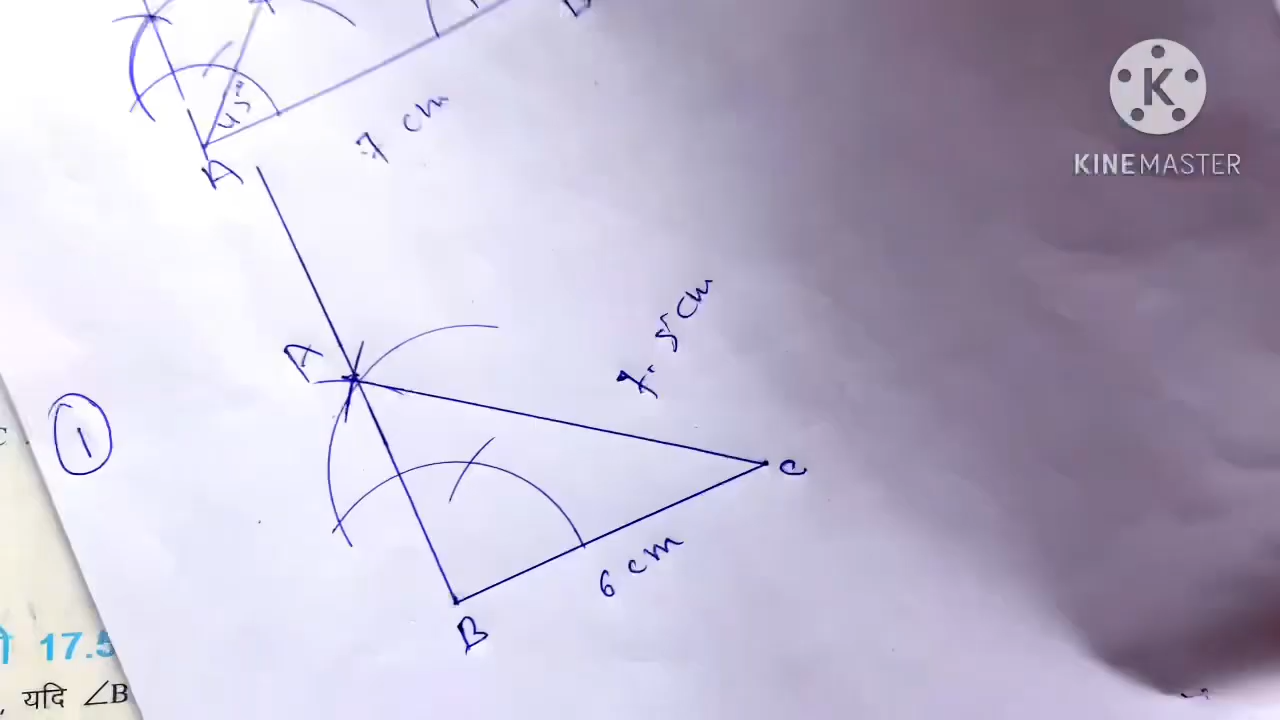 45°
7 cm
A
K
KINEMASTER
7.5 cm
A
1
C
6 cm
B
17.5
, यदि ∠B